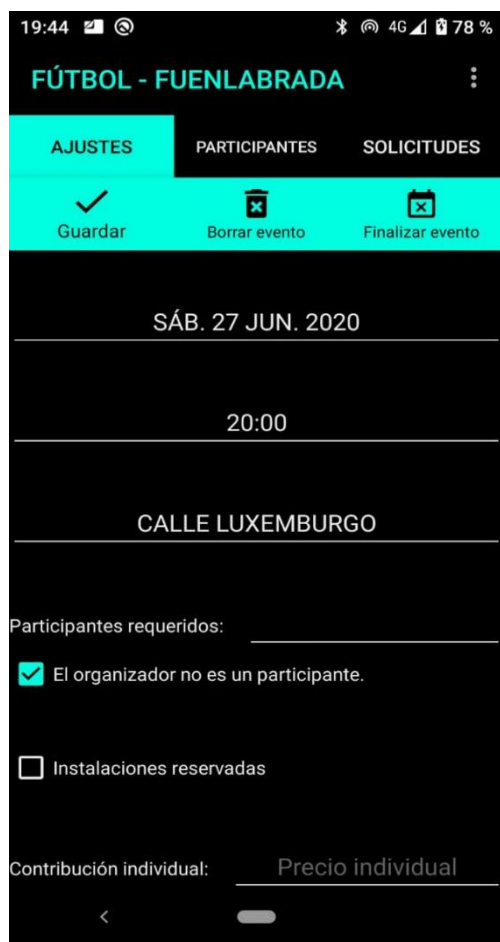 19:44 4G 78 %
FÚTBOL - FUENLABRADA
AJUSTES PARTICIPANTES SOLICITUDES
Guardar Borrar evento Finalizar evento
SÁB. 27 JUN. 2020
20:00
CALLE LUXEMBURGO
Participantes requeridos:
El organizador no es un participante.
Instalaciones reservadas
Contribución individual: Precio individual